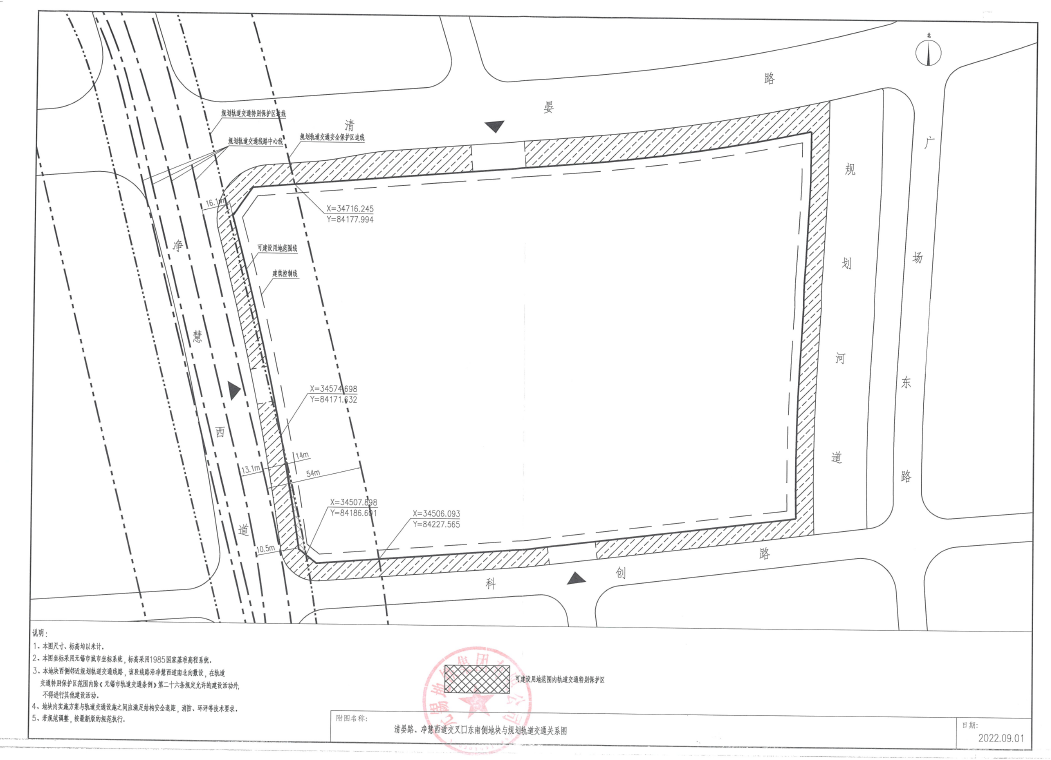 北
路
晏
清
规划轨道交通特别保护区边线
规划轨道交通线路中心线
规划轨道交通安全保护区边线
广
场
东
路
规
划
河
道
16.1m
X=34716.245
Y=84177.994
可建设用地范围线
建筑控制线
净
慧
西
道
X=34574.698
Y=84171.632
14m
13.1m
54m
X=34507.698
Y=84186.601
X=34506.093
Y=84227.565
10.5m
科
创
路
说明:
1、本图尺寸、标高均以米计。
2、本图坐标采用无锡市城市坐标系统,标高采用1985国家基准高程系统。
3、本地块西侧邻近规划轨道交通线路,该段线路沿净慧西道南北向敷设,在轨道
交通特别保护区范围内除《无锡市轨道交通条例》第二十六条规定允许的建设活动外,
不得进行其他建设活动。
4、地块内实施方案与轨道交通设施之间应满足结构安全距离,消防、环评等技术要求。
5、若规范调整,按最新版的规范执行。
可建设用地范围内轨道交通特别保护区
附图名称:
清晏路、净慧西道交叉口东南侧地块与规划轨道交通关系图
日期:
2022.09.01